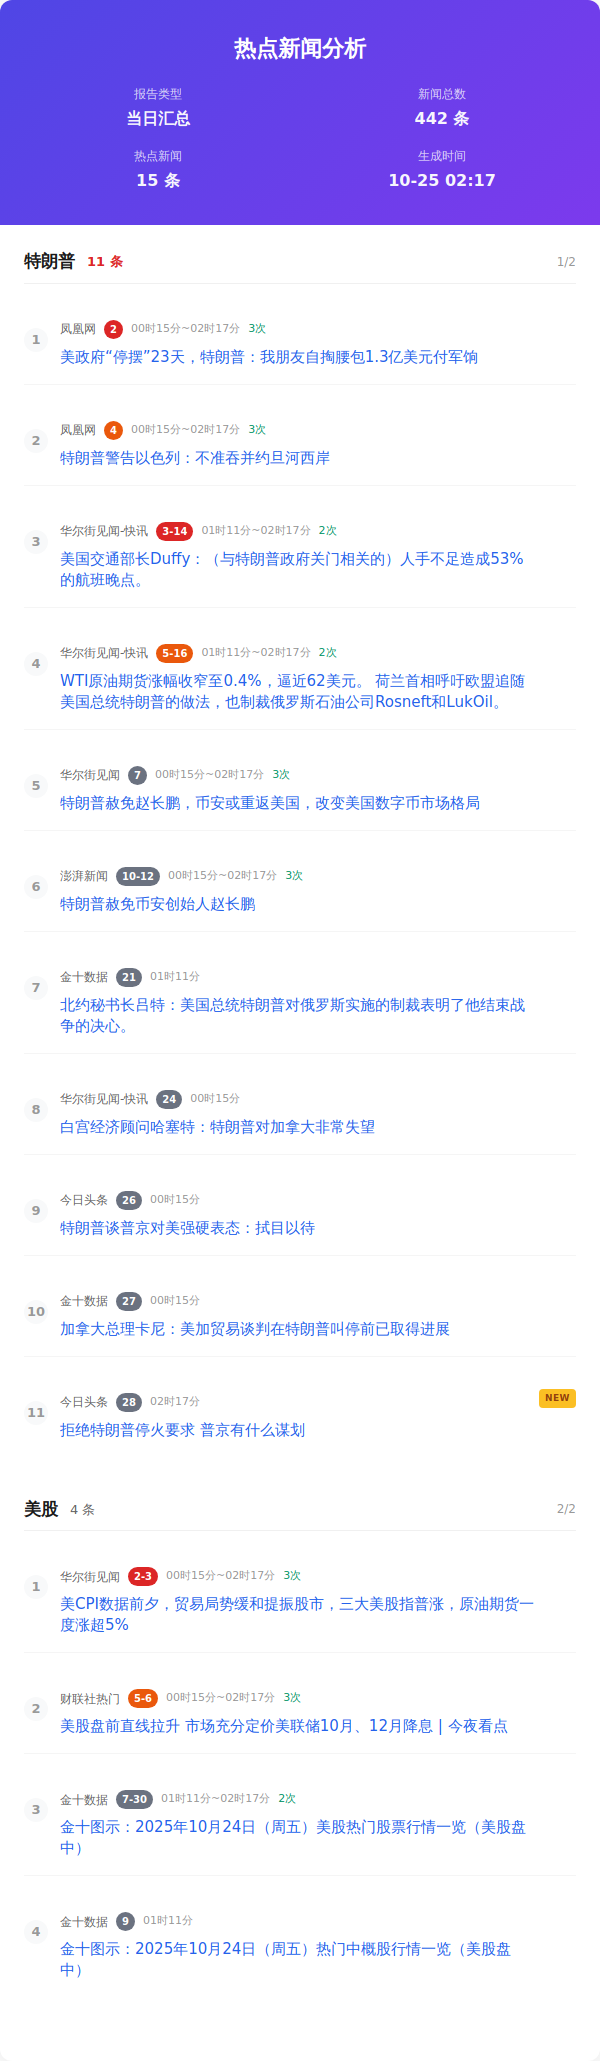 热点新闻分析
报告类型
新闻总数
当日汇总
442 条
热点新闻
生成时间
15 条
10-25 02:17
特朗普 11 条 1/2
1 凤凰网 2 00时15分~02时17分 3次
美政府“停摆”23天，特朗普：我朋友自掏腰包1.3亿美元付军饷
2 凤凰网 4 00时15分~02时17分 3次
特朗普警告以色列：不准吞并约旦河西岸
3 华尔街见闻-快讯 3-14 01时11分~02时17分 2次
美国交通部长Duffy：（与特朗普政府关门相关的）人手不足造成53%
的航班晚点。
4 华尔街见闻-快讯 5-16 01时11分~02时17分 2次
WTI原油期货涨幅收窄至0.4%，逼近62美元。 荷兰首相呼吁欧盟追随
美国总统特朗普的做法，也制裁俄罗斯石油公司Rosneft和LukOil。
5 华尔街见闻 7 00时15分~02时17分 3次
特朗普赦免赵长鹏，币安或重返美国，改变美国数字币市场格局
6 澎湃新闻 10-12 00时15分~02时17分 3次
特朗普赦免币安创始人赵长鹏
7 金十数据 21 01时11分
北约秘书长吕特：美国总统特朗普对俄罗斯实施的制裁表明了他结束战
争的决心。
8 华尔街见闻-快讯 24 00时15分
白宫经济顾问哈塞特：特朗普对加拿大非常失望
9 今日头条 26 00时15分
特朗普谈普京对美强硬表态：拭目以待
10 金十数据 27 00时15分
加拿大总理卡尼：美加贸易谈判在特朗普叫停前已取得进展
11 今日头条 28 02时17分 NEW
拒绝特朗普停火要求 普京有什么谋划
美股 4 条 2/2
1 华尔街见闻 2-3 00时15分~02时17分 3次
美CPI数据前夕，贸易局势缓和提振股市，三大美股指普涨，原油期货一
度涨超5%
2 财联社热门 5-6 00时15分~02时17分 3次
美股盘前直线拉升 市场充分定价美联储10月、12月降息 | 今夜看点
3 金十数据 7-30 01时11分~02时17分 2次
金十图示：2025年10月24日（周五）美股热门股票行情一览（美股盘
中）
4 金十数据 9 01时11分
金十图示：2025年10月24日（周五）热门中概股行情一览（美股盘
中）